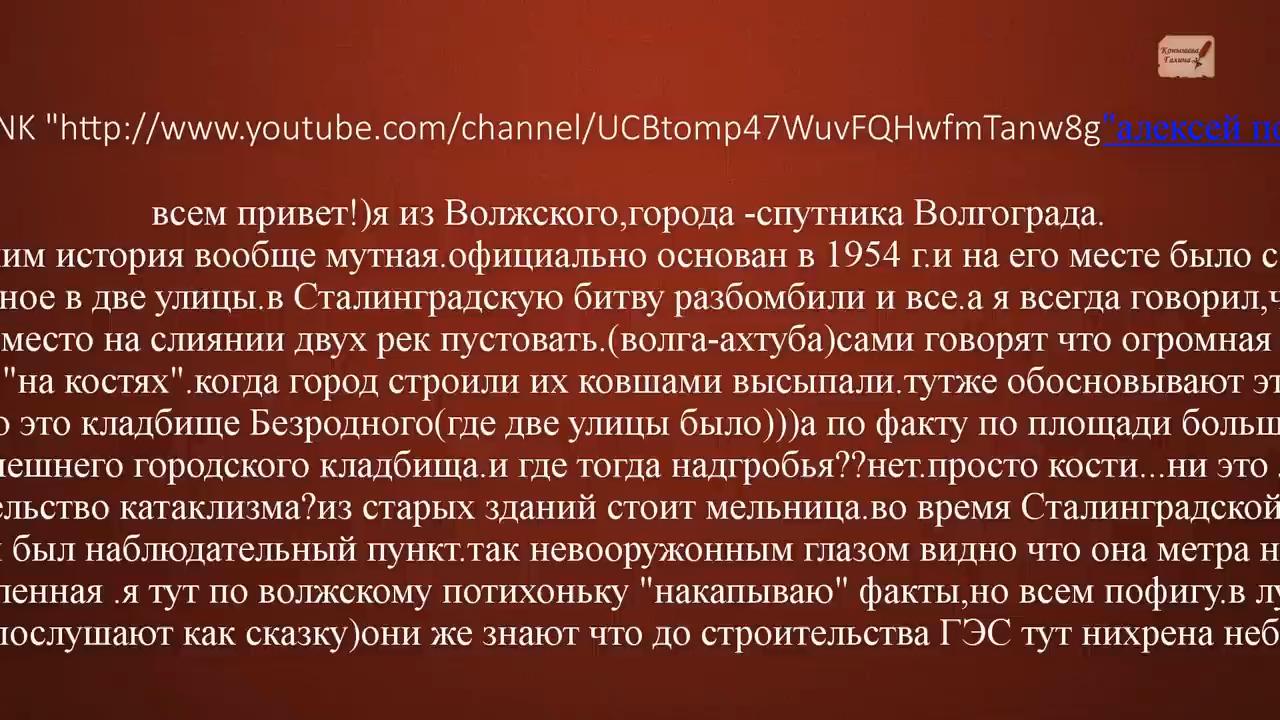 Конышева
Галина
NK "http://www.youtube.com/channel/UCBtomp47WuvFQHwfmTanw8g"алексей по
всем привет!)я из Волжского,города -спутника Волгограда.
ким история вообще мутная.официально основан в 1954 г.и на его месте было с
ное в две улицы.в Сталинградскую битву разбомбили и все.а я всегда говорил,ч
место на слиянии двух рек пустовать.(волга-ахтуба)сами говорят что огромная
"на костях".когда город строили их ковшами высыпали.тутже обосновывают эт
о это кладбище Безродного(где две улицы было)))а по факту по площади больш
нешнего городского кладбища.и где тогда надгробья??нет.просто кости...ни это
ельство катаклизма?из старых зданий стоит мельница.во время Сталинградской
был наблюдательный пункт.так невооружонным глазом видно что она метра н
ленная .я тут по волжскому потихоньку "накапываю" факты,но всем пофигу.в лу
послушают как сказку)они же знают что до строительства ГЭС тут нихрена неб